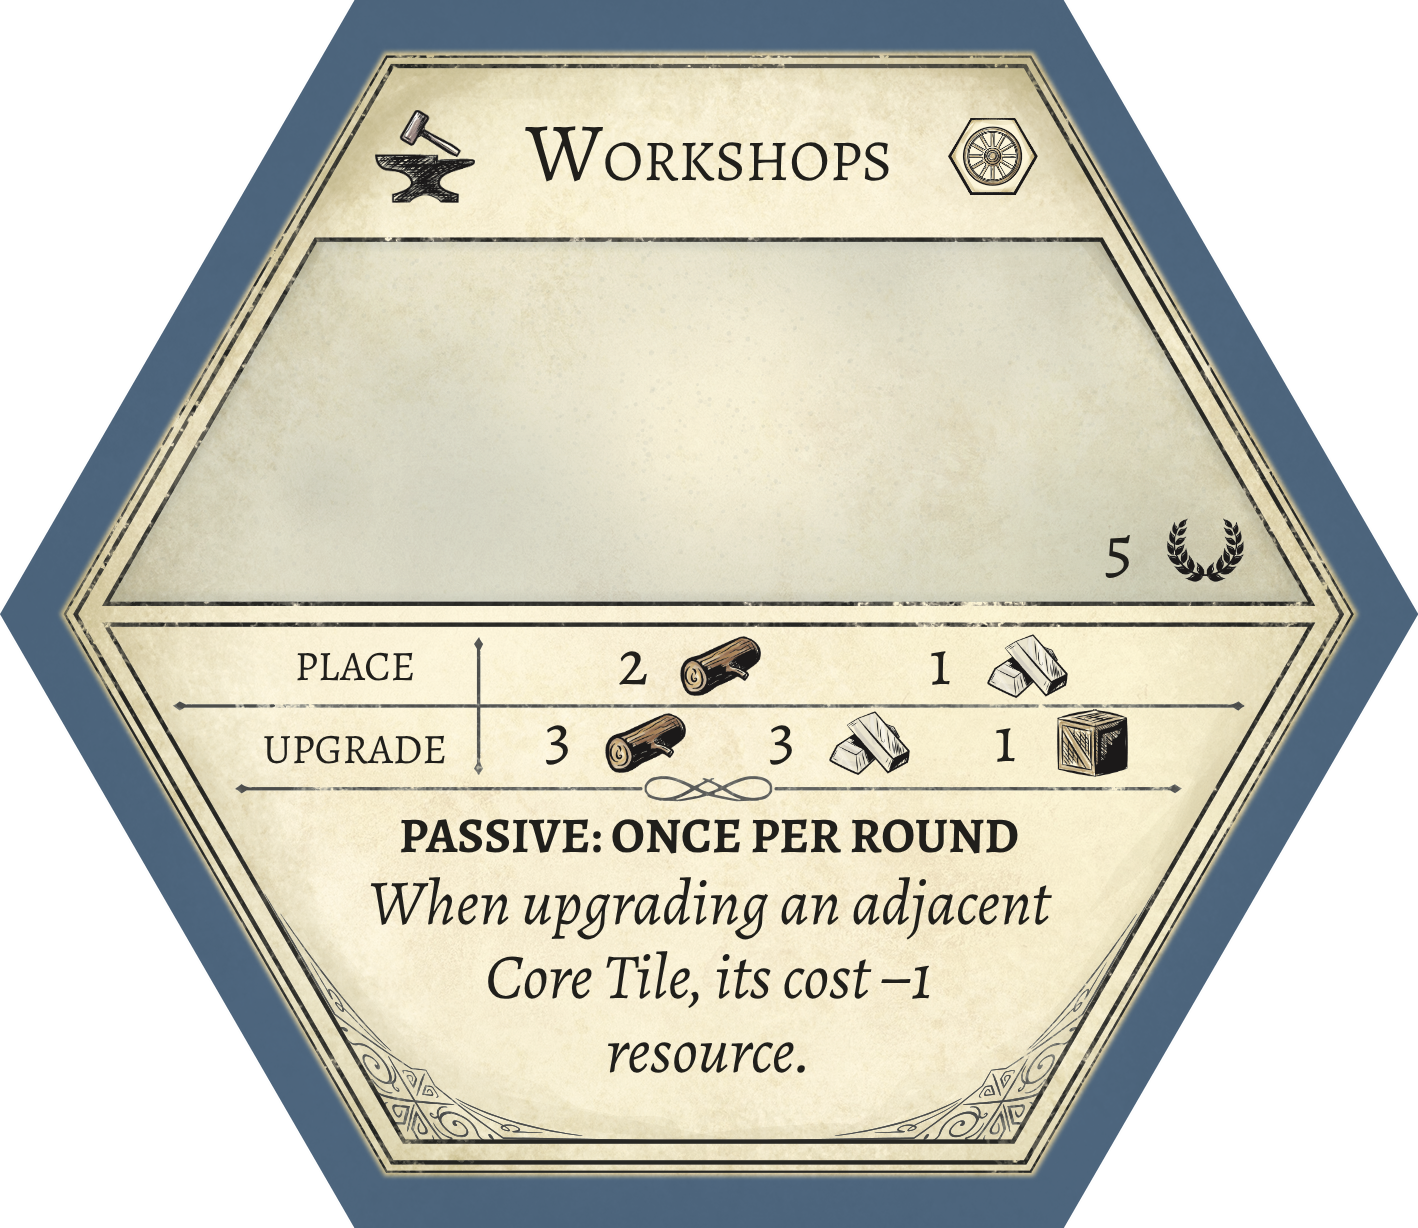 Workshops
5
PLACE 2 1
UPGRADE 3 3 1
PASSIVE: ONCE PER ROUND
When upgrading an adjacent
Core Tile, its cost –1
resource.